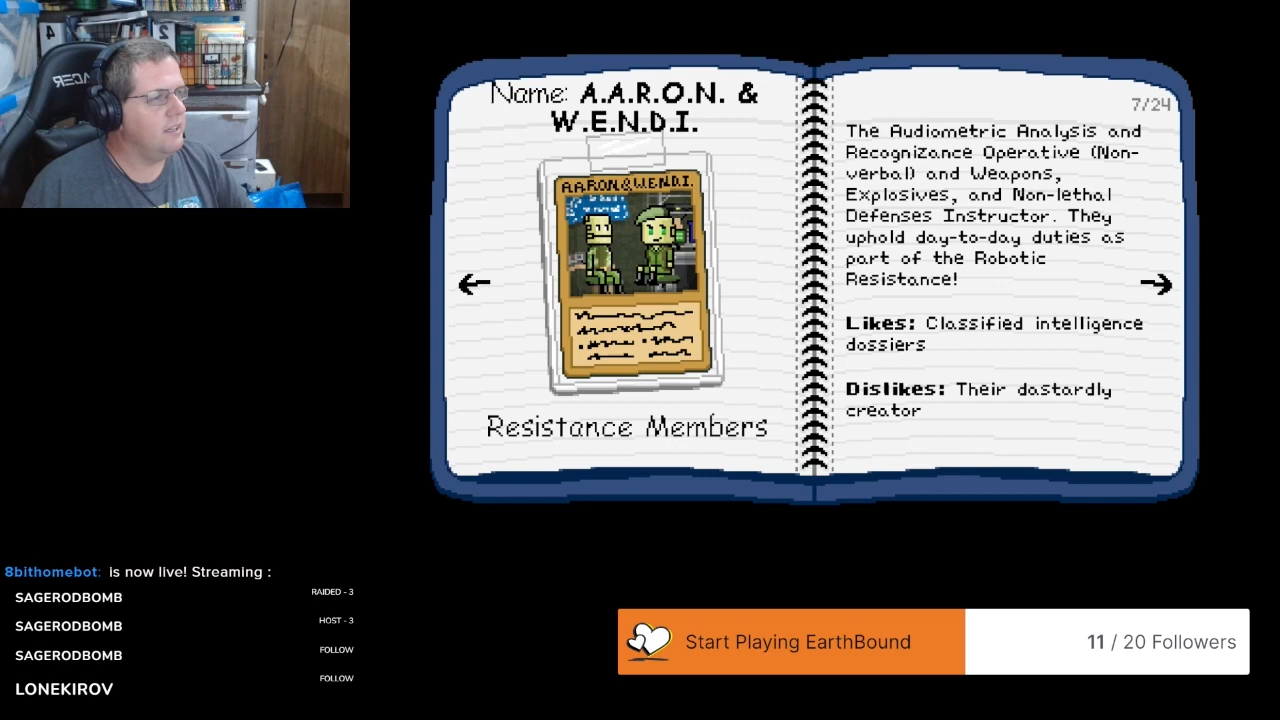 Name: A.A.R.O.N. &
W.E.N.D.I.
AARON&WENDI.
Resistance Members
7/24
The Audiometric Analysis and
Recognizance Operative (Non-
verbal) and Weapons,
Explosives, and Non-lethal
Defenses Instructor. They
uphold day-to-day duties as
part of the Robotic
Resistance!
Likes: Classified intelligence
dossiers
Dislikes: Their dastardly
creator
8bithomebot: is now live! Streaming :
SAGERODBOMB RAIDED - 3
SAGERODBOMB HOST - 3
SAGERODBOMB FOLLOW
LONEKIROV FOLLOW
Start Playing EarthBound 11 / 20 Followers